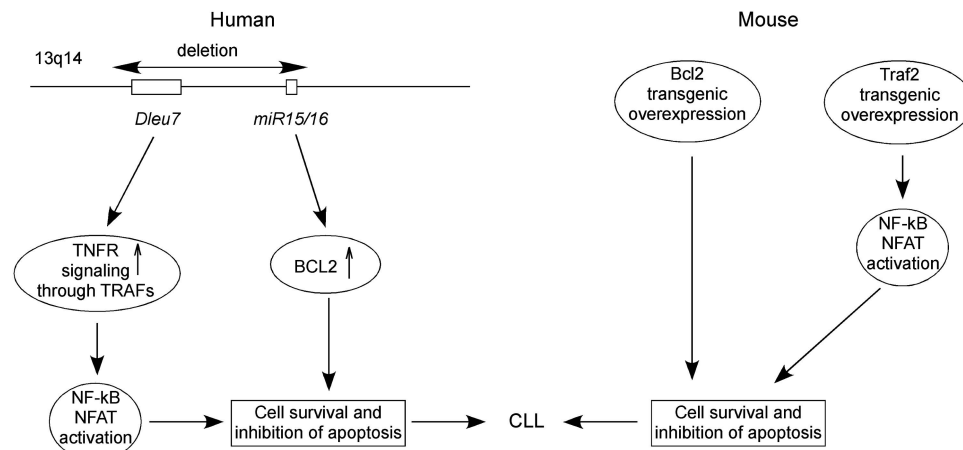 Human
13q14
deletion
Dleu7
miR15/16
TNFR
signaling
through TRAFs
BCL2
NF-kB
NFAT
activation
Cell survival and
inhibition of apoptosis
CLL
Mouse
Bcl2
transgenic
overexpression
Traf2
transgenic
overexpression
NF-kB
NFAT
activation
Cell survival and
inhibition of apoptosis